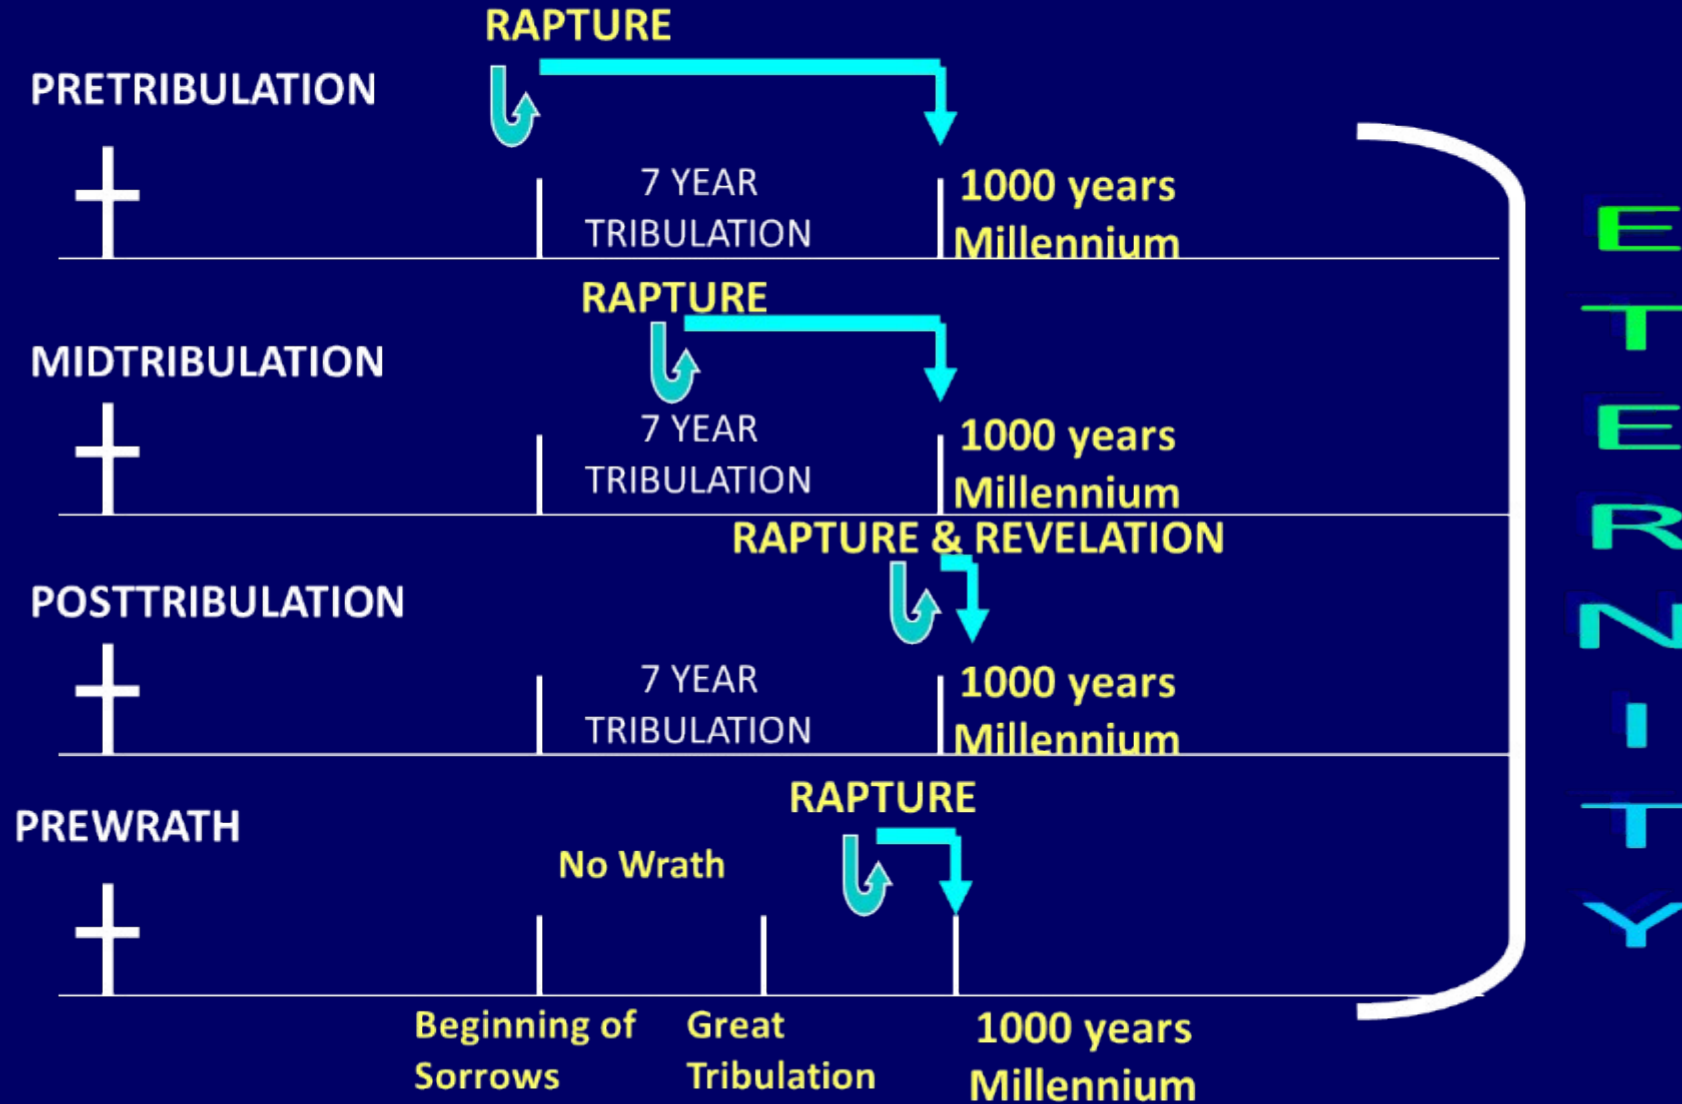 RAPTURE
PRETRIBULATION
7 YEAR
TRIBULATION
1000 years
Millennium
RAPTURE
MIDTRIBULATION
7 YEAR
TRIBULATION
1000 years
Millennium
RAPTURE & REVELATION
POSTTRIBULATION
7 YEAR
TRIBULATION
1000 years
Millennium
RAPTURE
PREWRATH
No Wrath
Beginning of
Sorrows
Great
Tribulation
1000 years
Millennium
ETERNITY